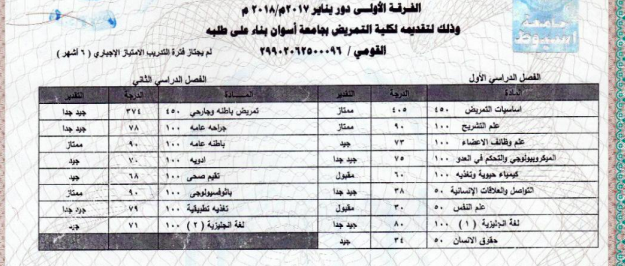 جامعة أسيوط
الفرقة الأولى دور يناير ٢٠١٧م/٢٠١٨ م
وذلك لتقديمه لكلية التمريض بجامعة أسوان بناء على طلبه
القومي / ٢٩٩٠٢٠٦٢٥٠٠٠٩٦ لم يجتاز فترة التدريب الامتياز الإجباري ( ٦ أشهر )
الفصل الدراسي الأول الفصل الدراسي الثاني
المادة الدرجة التقدير المادة الدرجة التقدير
اساسيات التمريض ٤٥٠ ٤٠٥ ممتاز تمريض باطنه وجارحي ٤٥٠ ٣٧٤ جيد جدا
علم التشريح ١٠٠ ٩٠ ممتاز جراحه عامه ١٠٠ ٧٨ جيد جدا
علم وظائف الاعضاء ١٠٠ ٧٣ جيد باطنه عامه ١٠٠ ٩٠ ممتاز
الميكروبيولوجي والتحكم في العدو ١٠٠ ٧٥ جيد جدا ادويه ١٠٠ ٧٠ جيد
كيمياء حيوية وتغذيه ١٠٠ ٦٠ مقبول تقيم صحى ١٠٠ ٦٨ جيد
التواصل والعلاقات الإنسانية ٥٠ ٣٨ جيد جدا باثوفسيولوجى ١٠٠ ٩٠ ممتاز
علم النفس ٥٠ ٣٠ مقبول تغذيه تطبيقية ١٠٠ ٧٩ جيد جدا
لغة انجليزية ( ١ ) ١٠٠ ٨٠ جيد جدا لغة انجليزية ( ٢ ) ١٠٠ ٧١ جيد
حقوق الانسان ٥٠ ٣٤ جيد